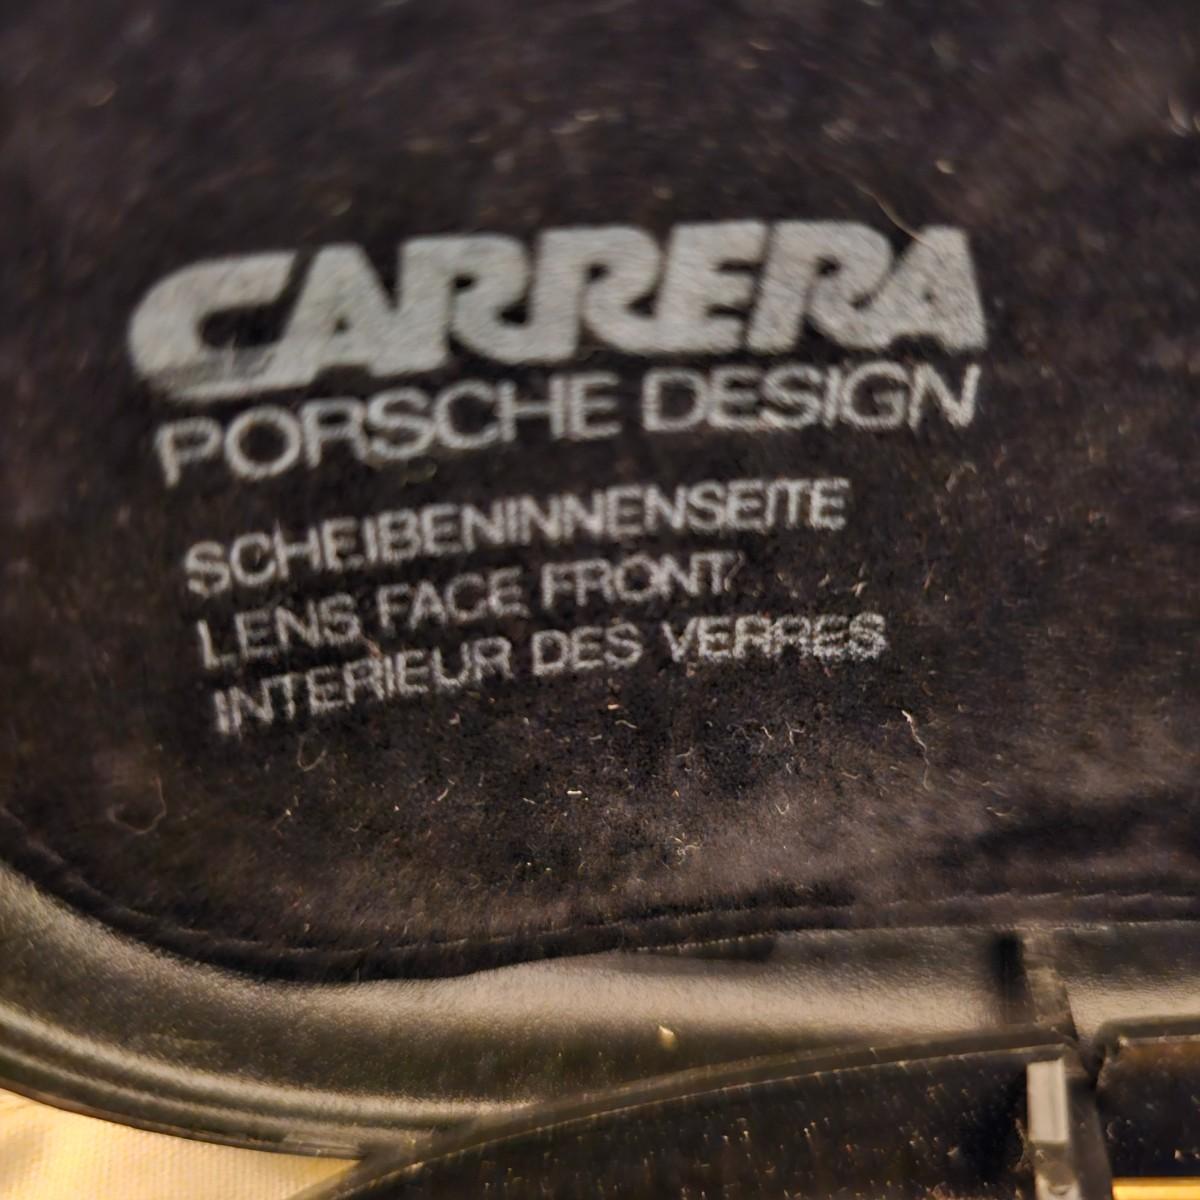 CARRERA
PORSCHE DESIGN
SCHEIBENINNENSEITE
LENS FACE FRONT
INTERIEUR DES VERRES